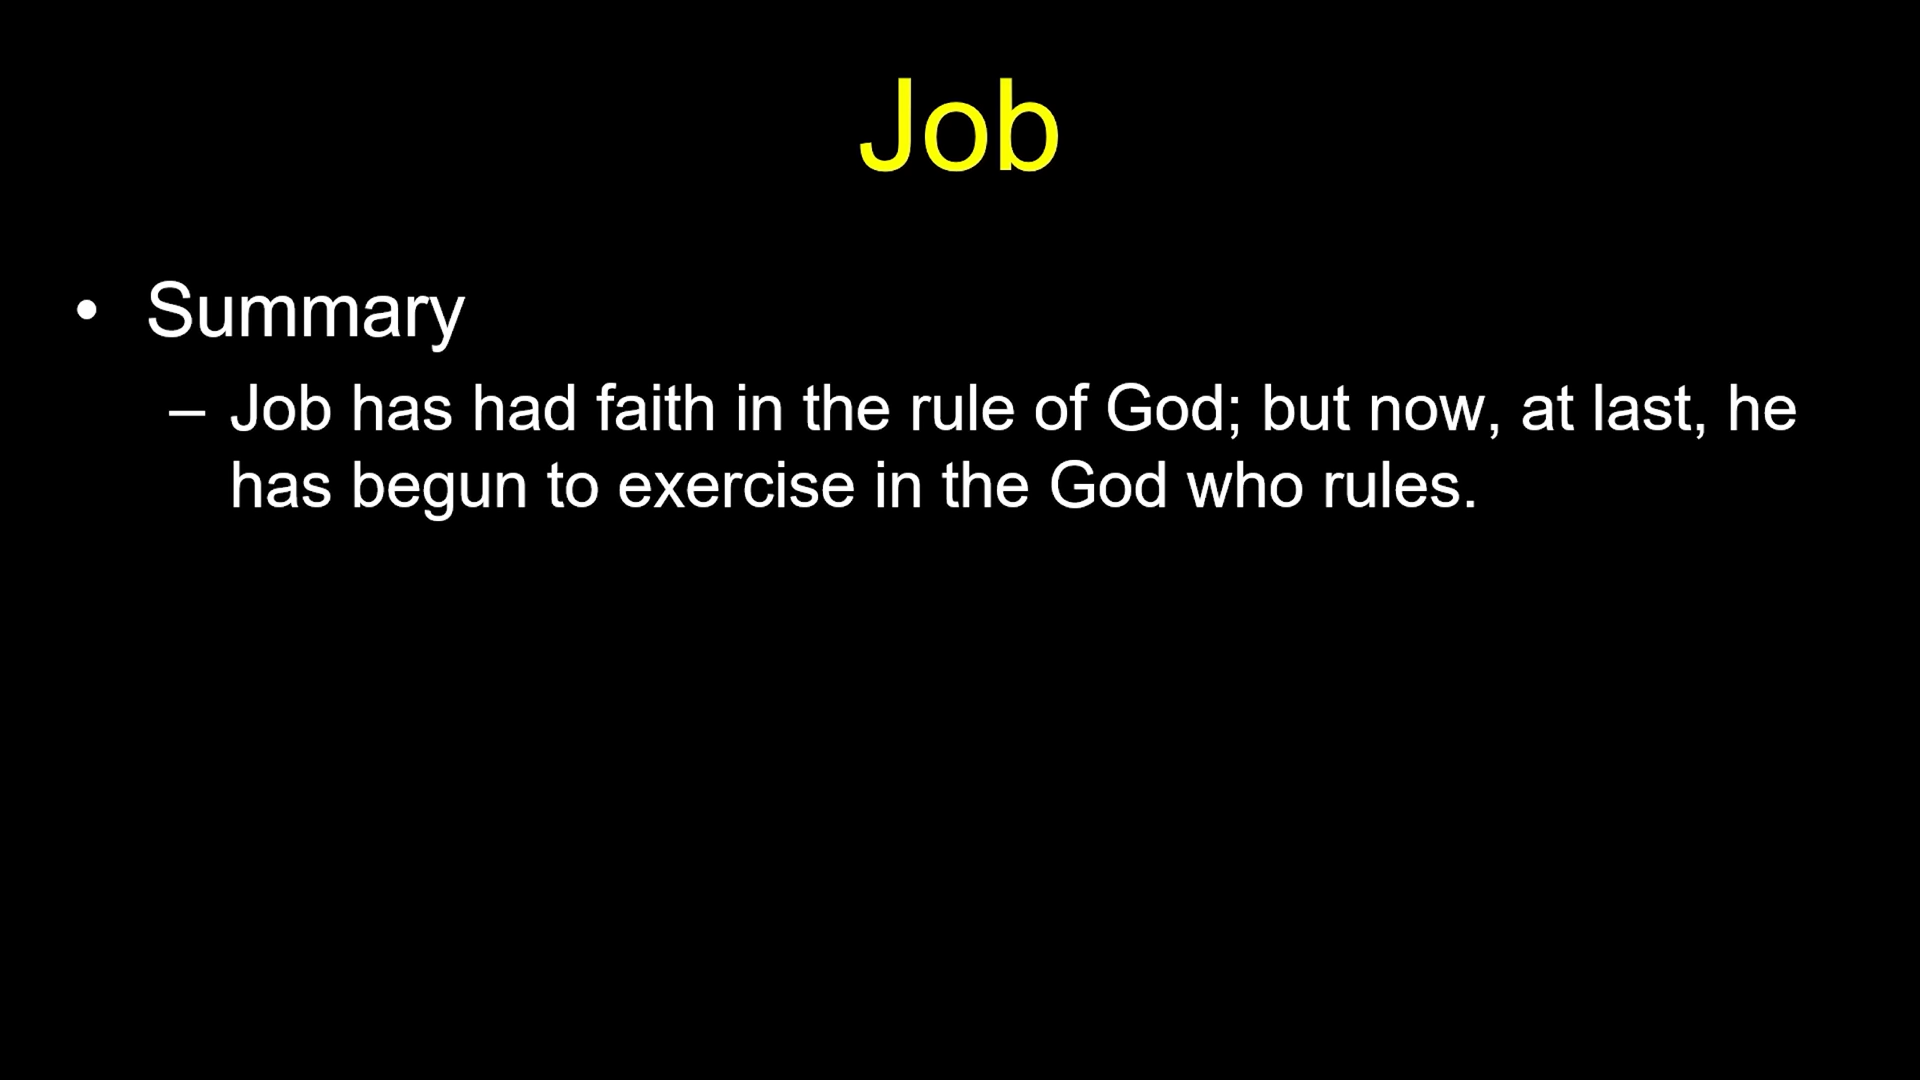 Job
• Summary
– Job has had faith in the rule of God; but now, at last, he
has begun to exercise in the God who rules.